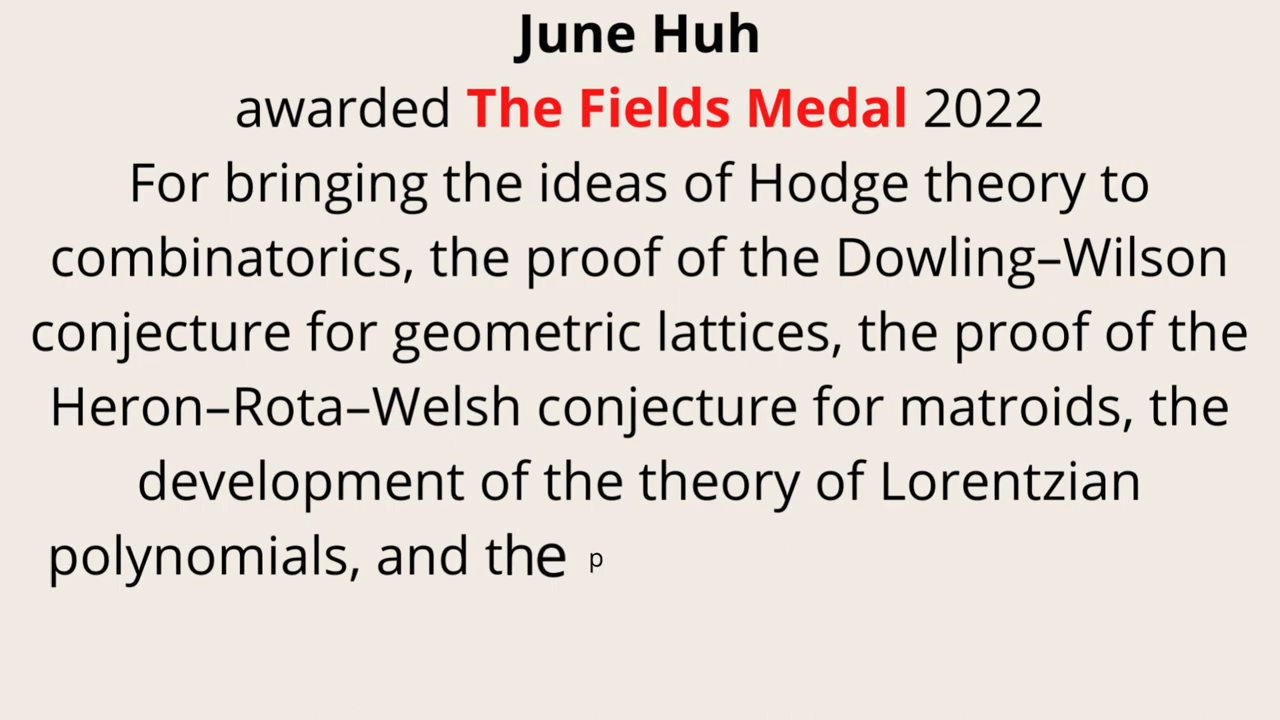 June Huh
awarded The Fields Medal 2022
For bringing the ideas of Hodge theory to
combinatorics, the proof of the Dowling–Wilson
conjecture for geometric lattices, the proof of the
Heron–Rota–Welsh conjecture for matroids, the
development of the theory of Lorentzian
polynomials, and the p